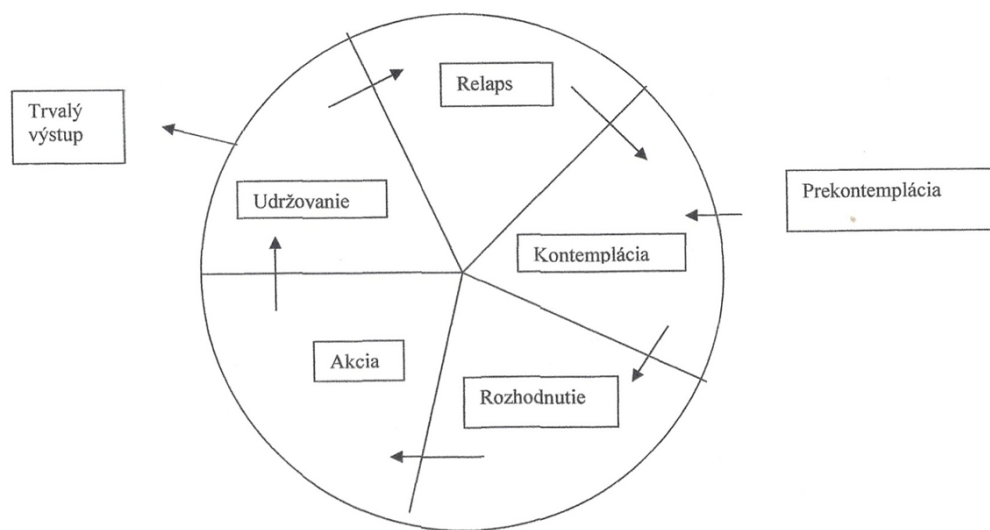 Relaps
Trvalý
výstup
Prekontemplácia
Udržovanie
Kontemplácia
Akcia
Rozhodnutie